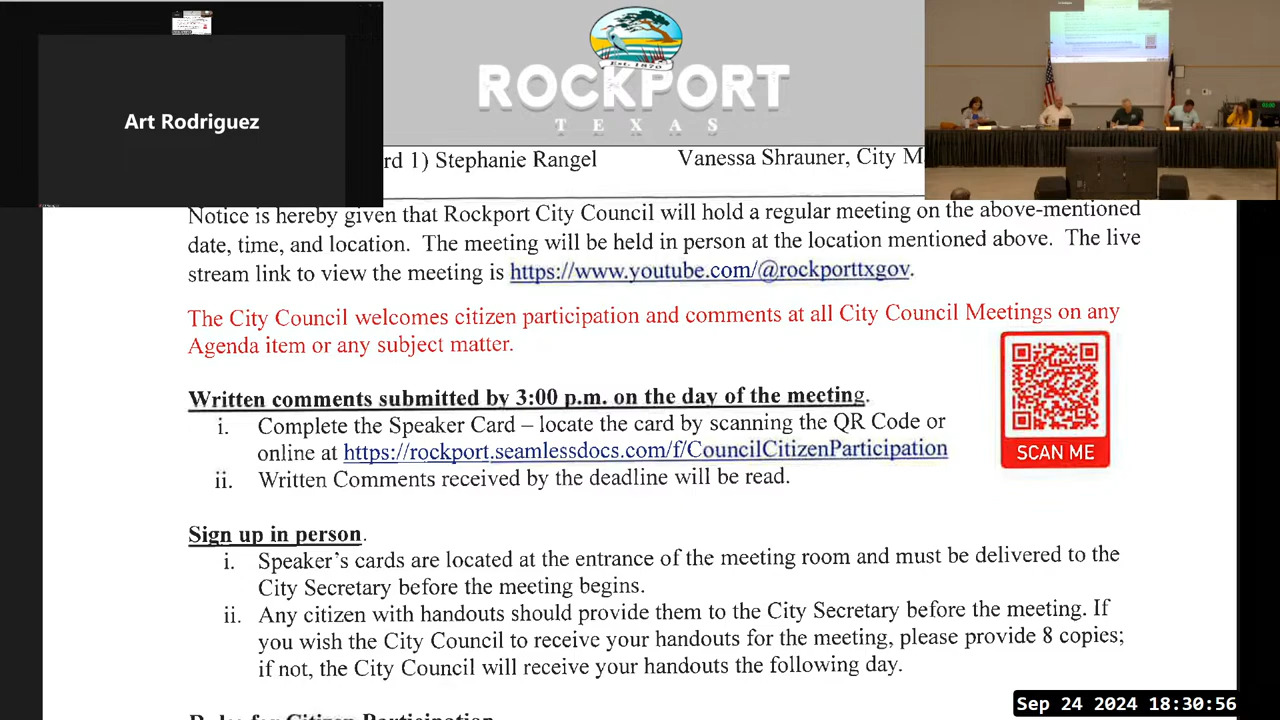 Art Rodriguez
EST. 1870
ROCKPORT
TEXAS
rd 1) Stephanie Rangel Vanessa Shrauner, City M
Notice is hereby given that Rockport City Council will hold a regular meeting on the above-mentioned
date, time, and location. The meeting will be held in person at the location mentioned above. The live
stream link to view the meeting is https://www.youtube.com/@rockporttxgov.
The City Council welcomes citizen participation and comments at all City Council Meetings on any
Agenda item or any subject matter.
Written comments submitted by 3:00 p.m. on the day of the meeting.
i. Complete the Speaker Card – locate the card by scanning the QR Code or
online at https://rockport.seamlessdocs.com/f/CouncilCitizenParticipation
ii. Written Comments received by the deadline will be read.
SCAN ME
Sign up in person.
i. Speaker's cards are located at the entrance of the meeting room and must be delivered to the
City Secretary before the meeting begins.
ii. Any citizen with handouts should provide them to the City Secretary before the meeting. If
you wish the City Council to receive your handouts for the meeting, please provide 8 copies;
if not, the City Council will receive your handouts the following day.
Rules for Citizen Participation
Sep 24 2024 18:30:56